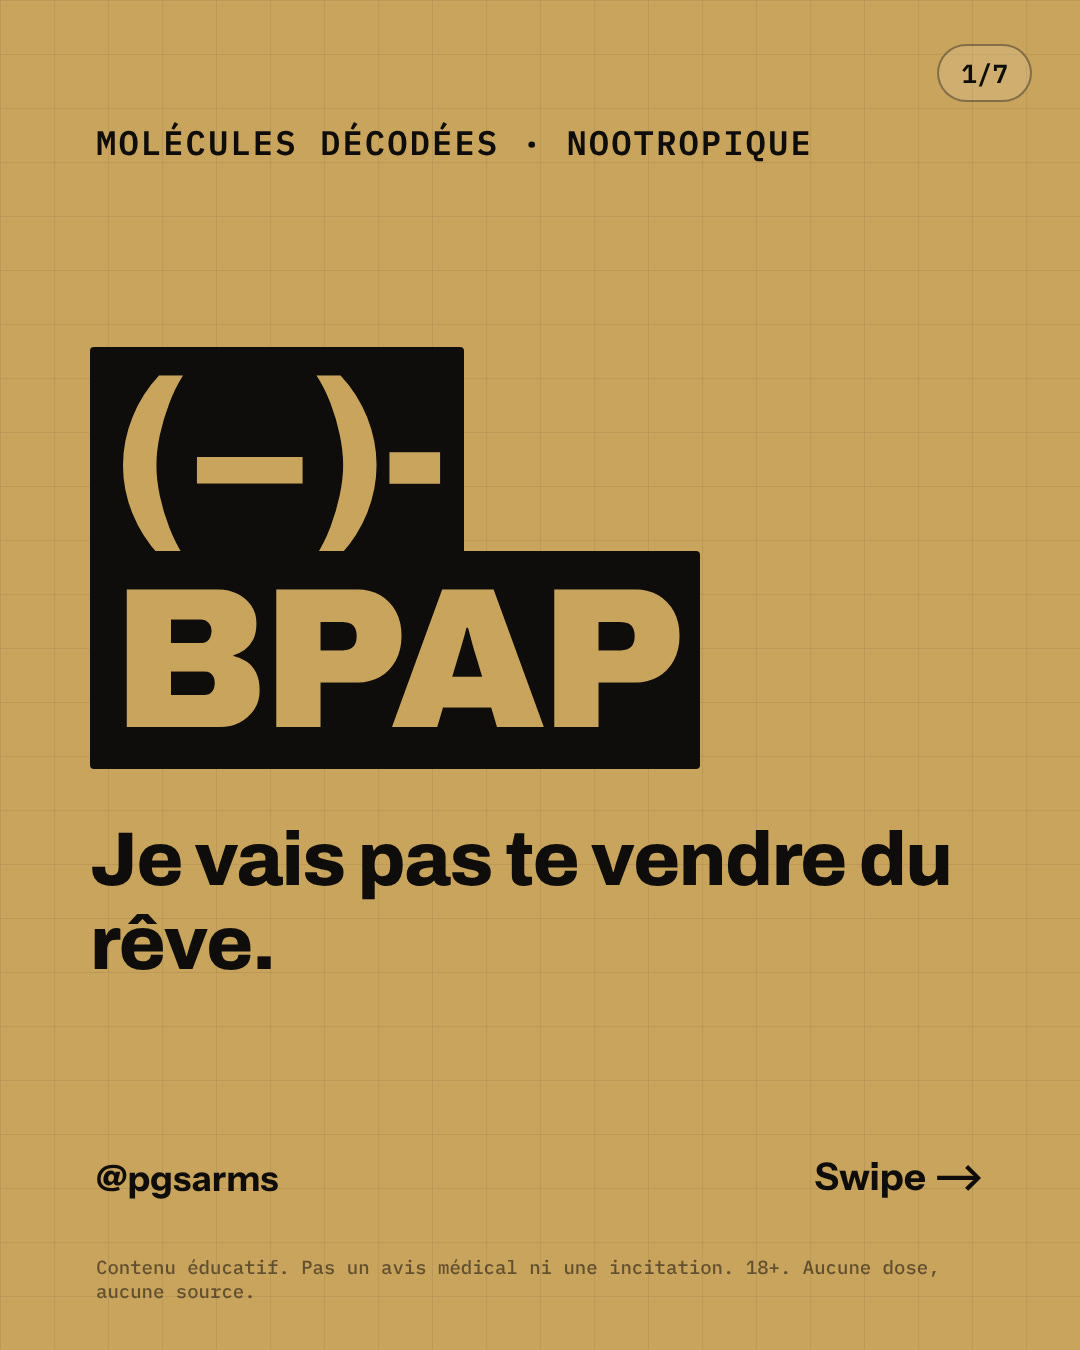 1/7
MOLÉCULES DÉCODÉES · NOOTROPIQUE
(—)-
BPAP
Je vais pas te vendre du
rêve.
@pgsarms
Swipe →
Contenu éducatif. Pas un avis médical ni une incitation. 18+. Aucune dose,
aucune source.